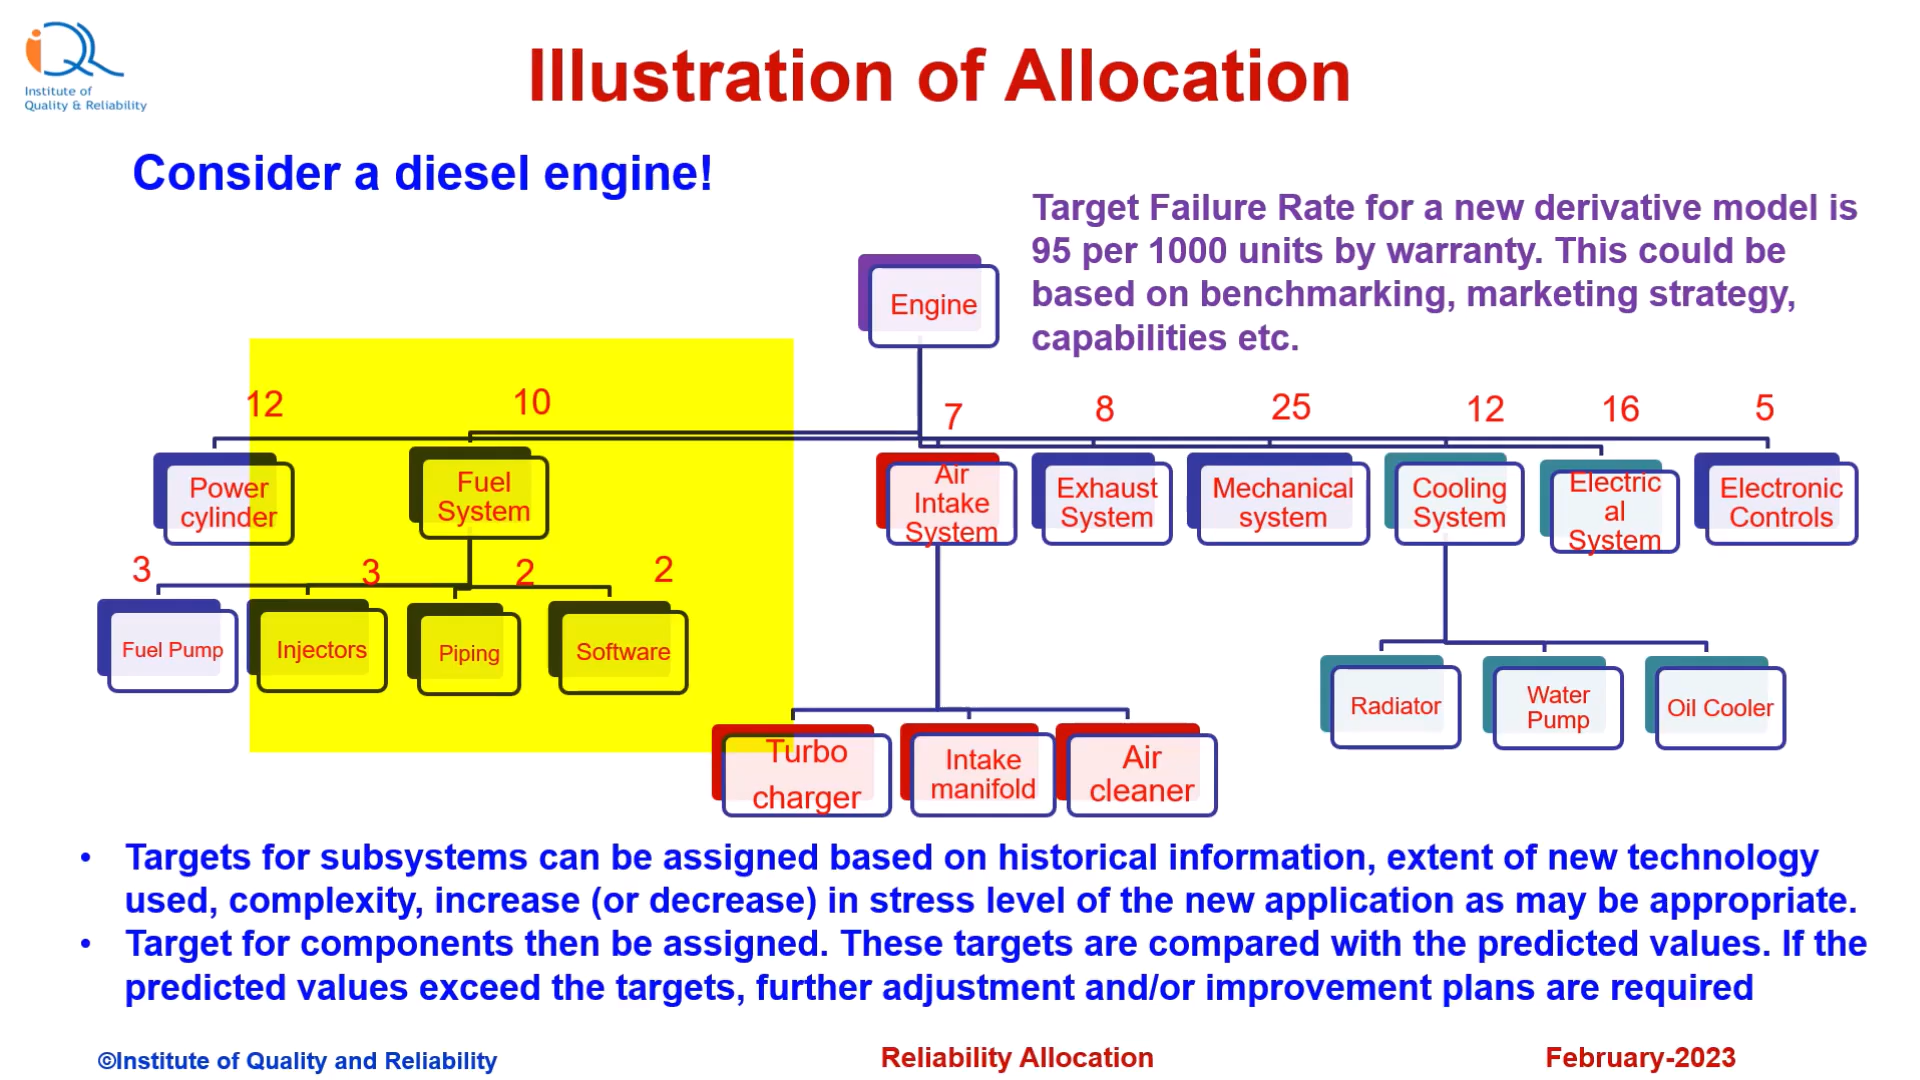 Institute of
Quality & Reliability
Illustration of Allocation
Consider a diesel engine!
Target Failure Rate for a new derivative model is
95 per 1000 units by warranty. This could be
based on benchmarking, marketing strategy,
capabilities etc.
Engine
12
10
7
8
25
12
16
5
Power
cylinder
Fuel
System
Air
Intake
System
Exhaust
System
Mechanical
system
Cooling
System
Electric
al
System
Electronic
Controls
3
3
2
2
Fuel Pump
Injectors
Piping
Software
Turbo
charger
Intake
manifold
Air
cleaner
Radiator
Water
Pump
Oil Cooler
• Targets for subsystems can be assigned based on historical information, extent of new technology
used, complexity, increase (or decrease) in stress level of the new application as may be appropriate.
• Target for components then be assigned. These targets are compared with the predicted values. If the
predicted values exceed the targets, further adjustment and/or improvement plans are required
©Institute of Quality and Reliability
Reliability Allocation
February-2023